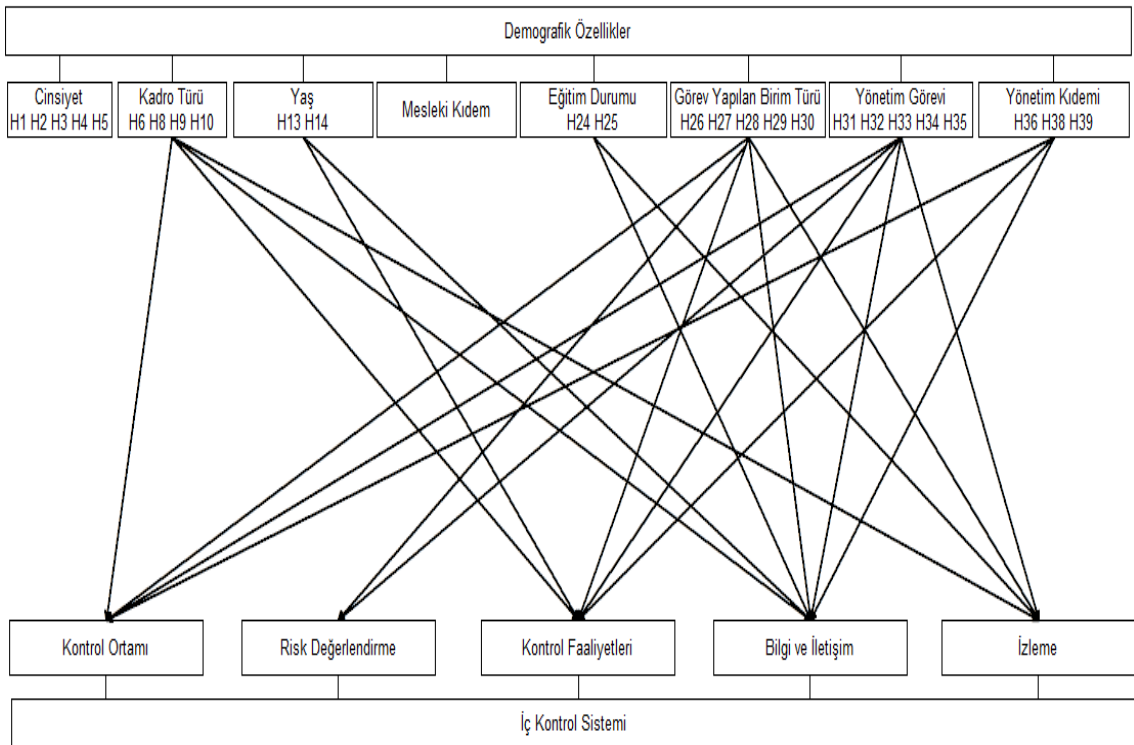 Demografik Özellikler
Cinsiyet
H1 H2 H3 H4 H5
Kadro Türü
H6 H8 H9 H10
Yaş
H13 H14
Mesleki Kıdem
Eğitim Durumu
H24 H25
Görev Yapılan Birim Türü
H26 H27 H28 H29 H30
Yönetim Görevi
H31 H32 H33 H34 H35
Yönetim Kıdemi
H36 H38 H39
Kontrol Ortamı
Risk Değerlendirme
Kontrol Faaliyetleri
Bilgi ve İletişim
İzleme
İç Kontrol Sistemi